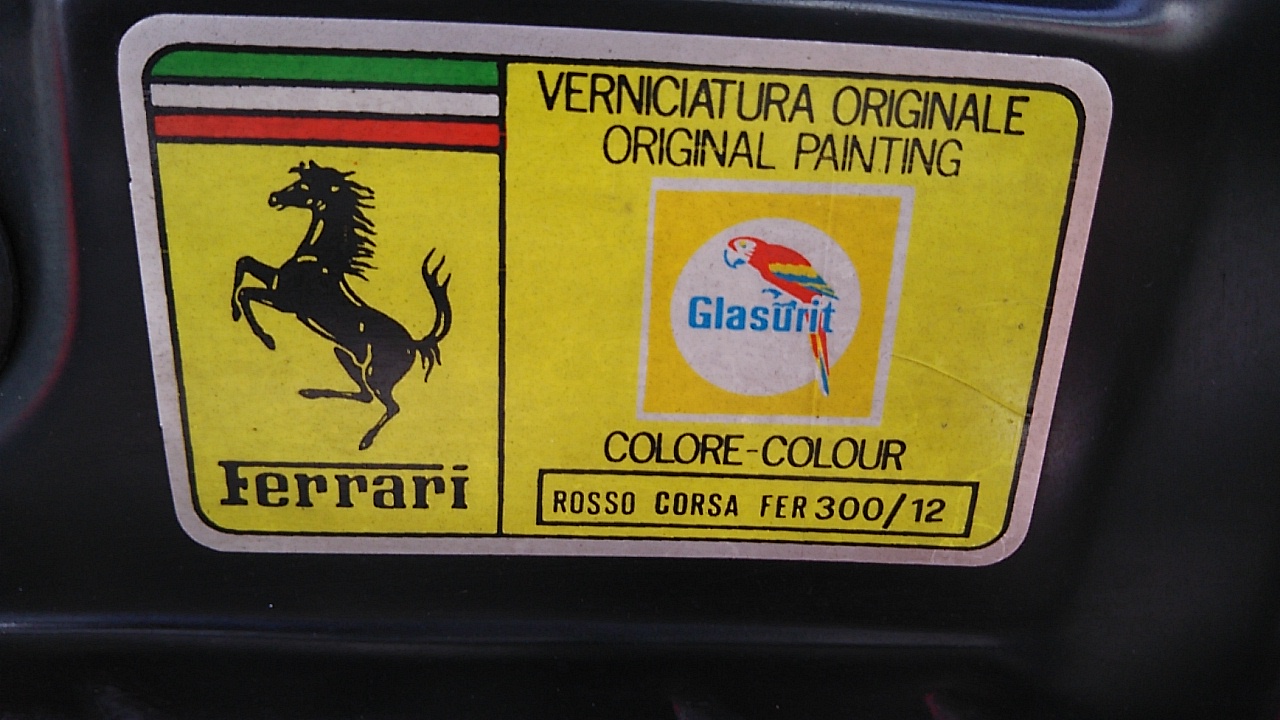 VERNICIATURA ORIGINALE
ORIGINAL PAINTING
Glasurit
COLORE-COLOUR
ROSSO CORSA FER 300/12
Ferrari